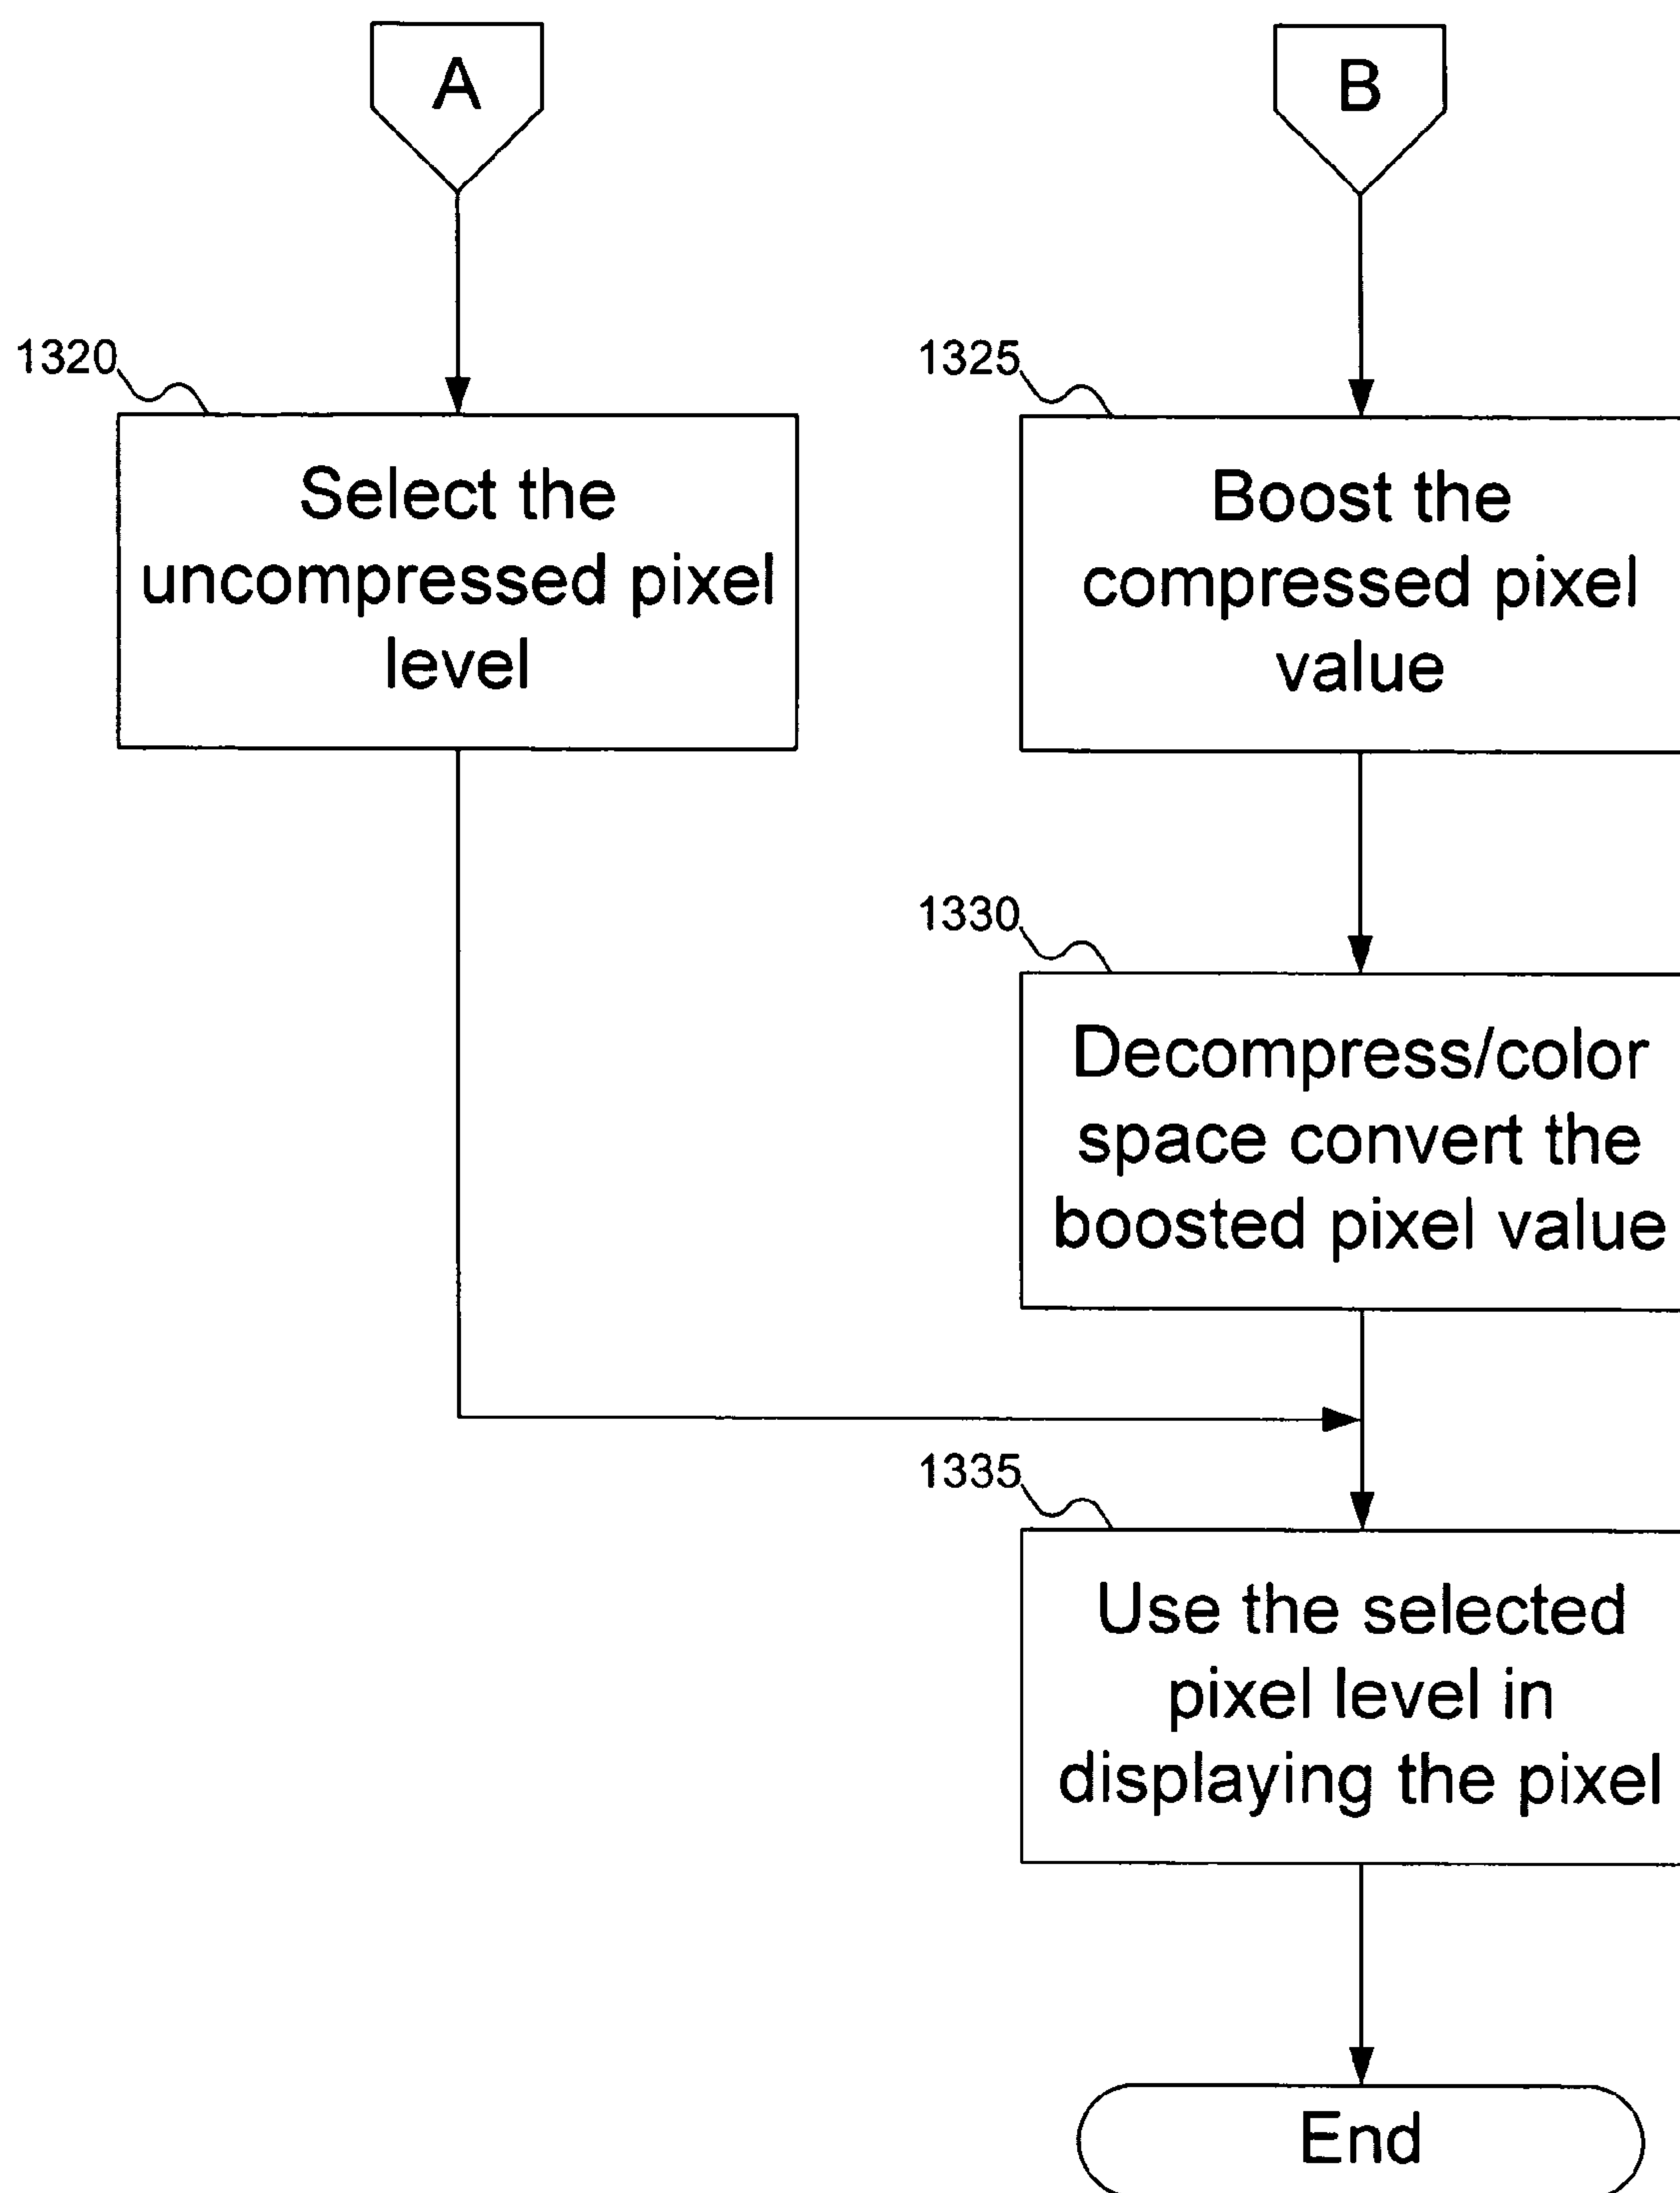 A
B
1320
Select the
uncompressed pixel
level
1325
Boost the
compressed pixel
value
1330
Decompress/color
space convert the
boosted pixel value
1335
Use the selected
pixel level in
displaying the pixel
End